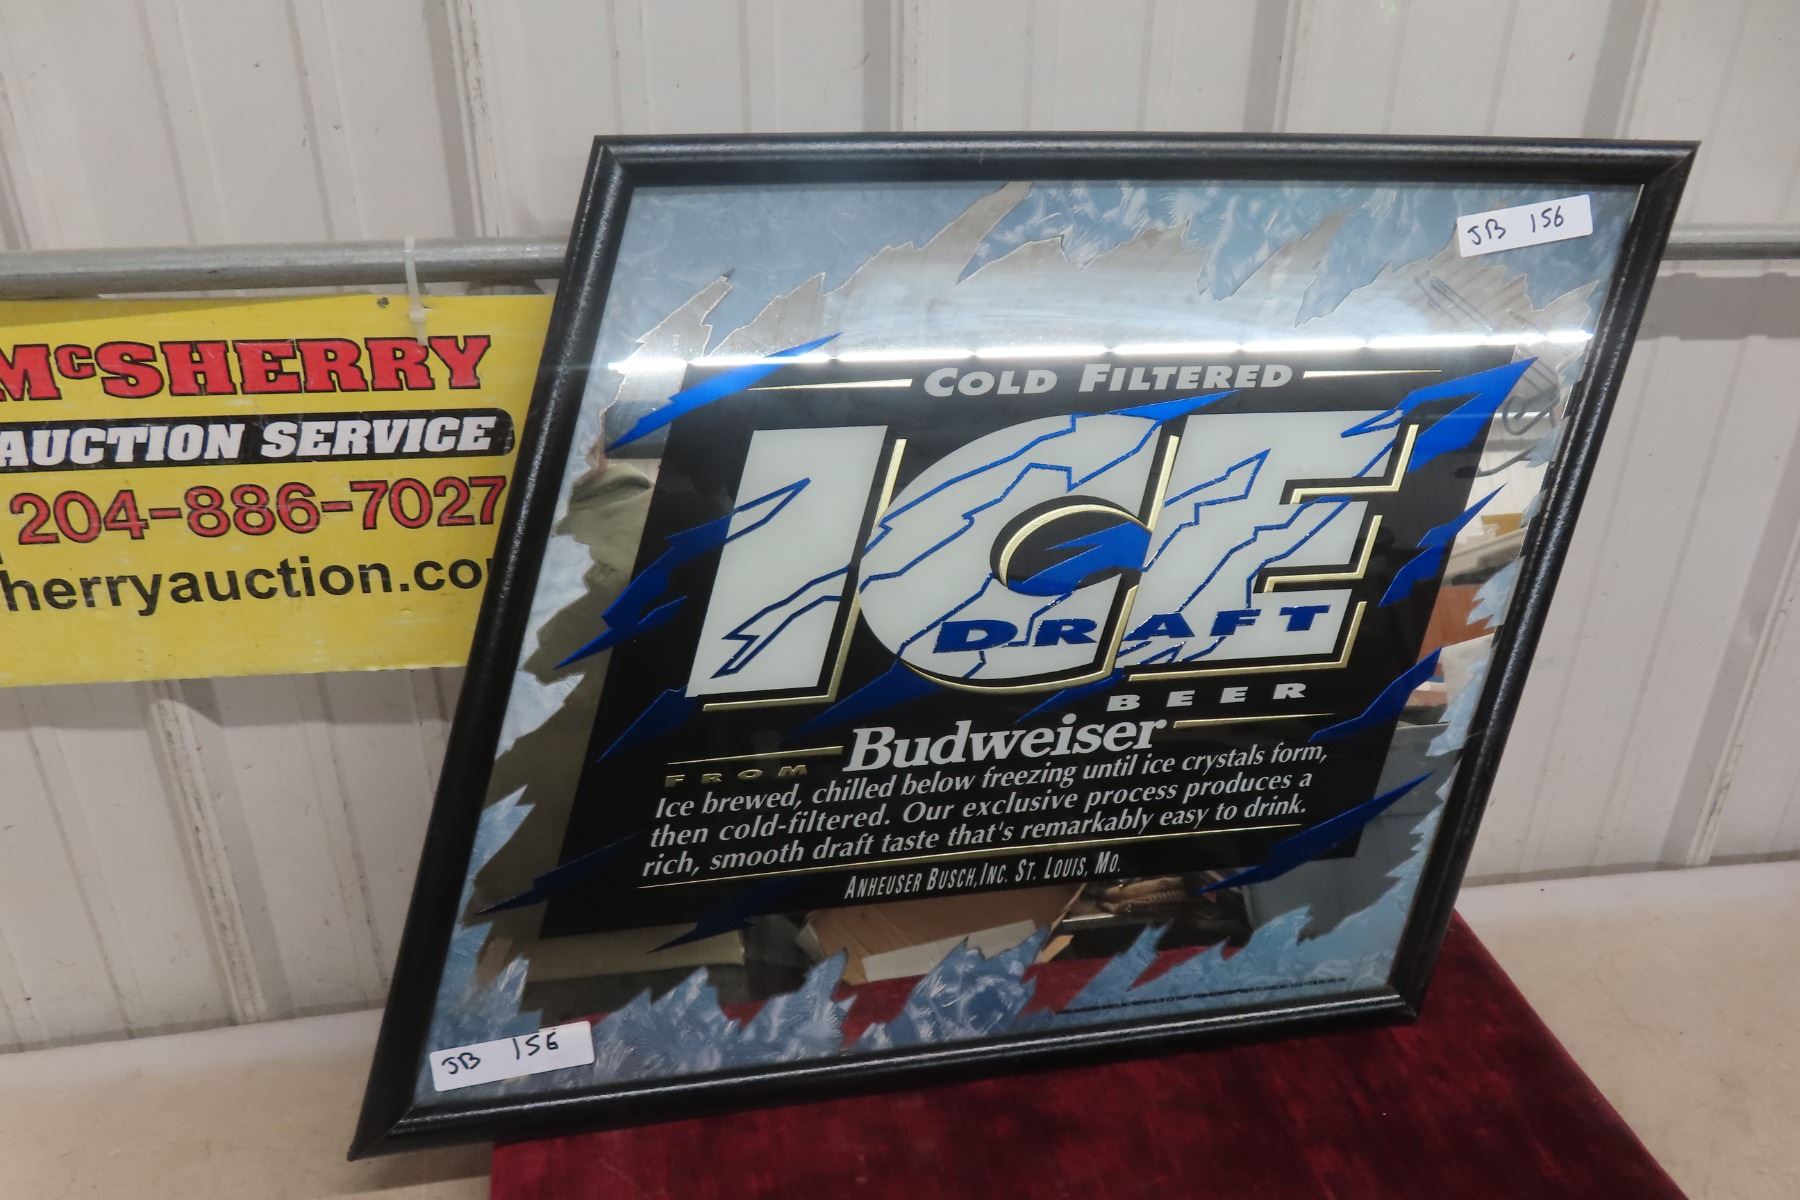 McSHERRY
AUCTION SERVICE
204-886-7027
herryauction.co
JB 156
COLD FILTERED
ICE
DRAFT
BEER
FROM Budweiser
Ice brewed, chilled below freezing until ice crystals form,
then cold-filtered. Our exclusive process produces a
rich, smooth draft taste that's remarkably easy to drink.
ANHEUSER BUSCH, INC. ST. LOUIS, MO.
JB 156